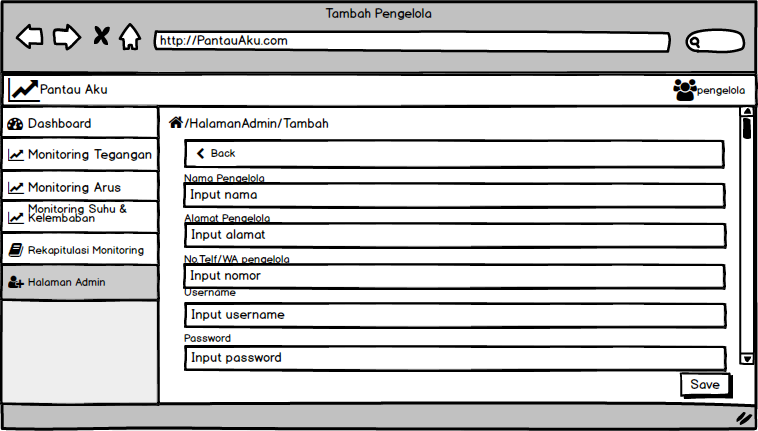 Tambah Pengelola
http://PantauAku.com
Pantau Aku
pengelola
Dashboard
Monitoring Tegangan
Monitoring Arus
Monitoring Suhu &
Kelembaban
Rekapitulasi Monitoring
Halaman Admin
/HalamanAdmin/Tambah
Back
Nama Pengelola
Input nama
Alamat Pengelola
Input alamat
No.Telf/WA pengelola
Input nomor
Username
Input username
Password
Input password
Save